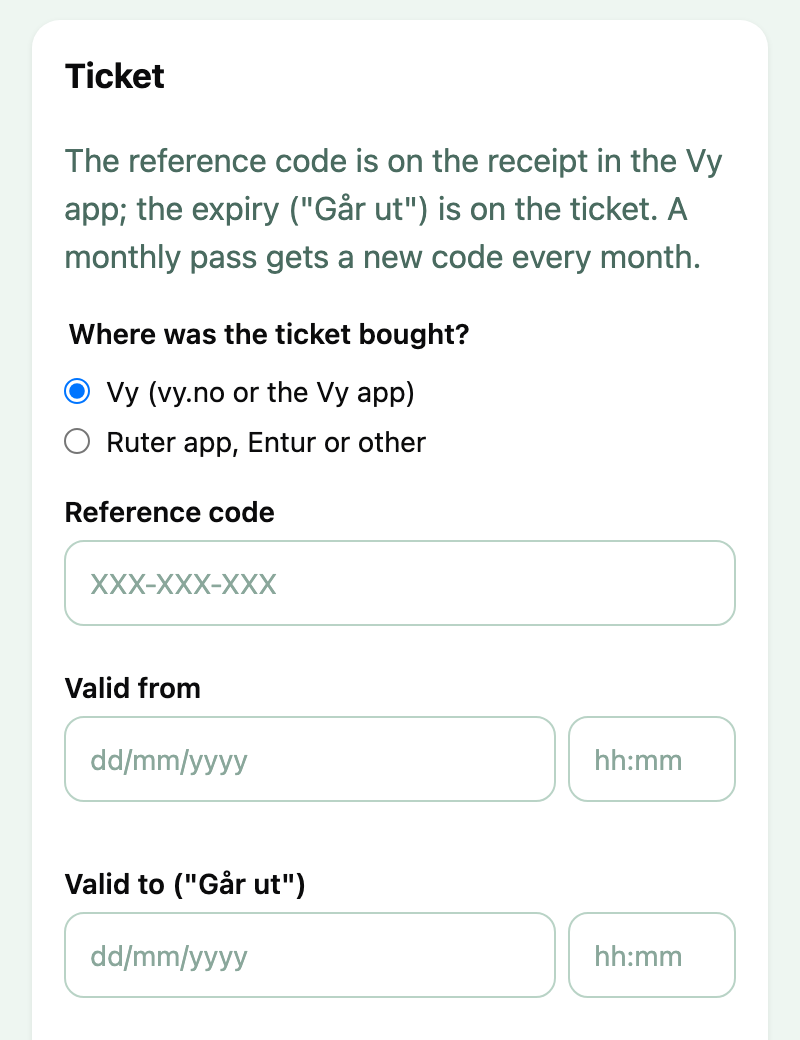 Ticket
The reference code is on the receipt in the Vy
app; the expiry ("Går ut") is on the ticket. A
monthly pass gets a new code every month.
Where was the ticket bought?
Vy (vy.no or the Vy app)
Ruter app, Entur or other
Reference code
XXX-XXX-XXX
Valid from
dd/mm/yyyy hh:mm
Valid to ("Går ut")
dd/mm/yyyy hh:mm